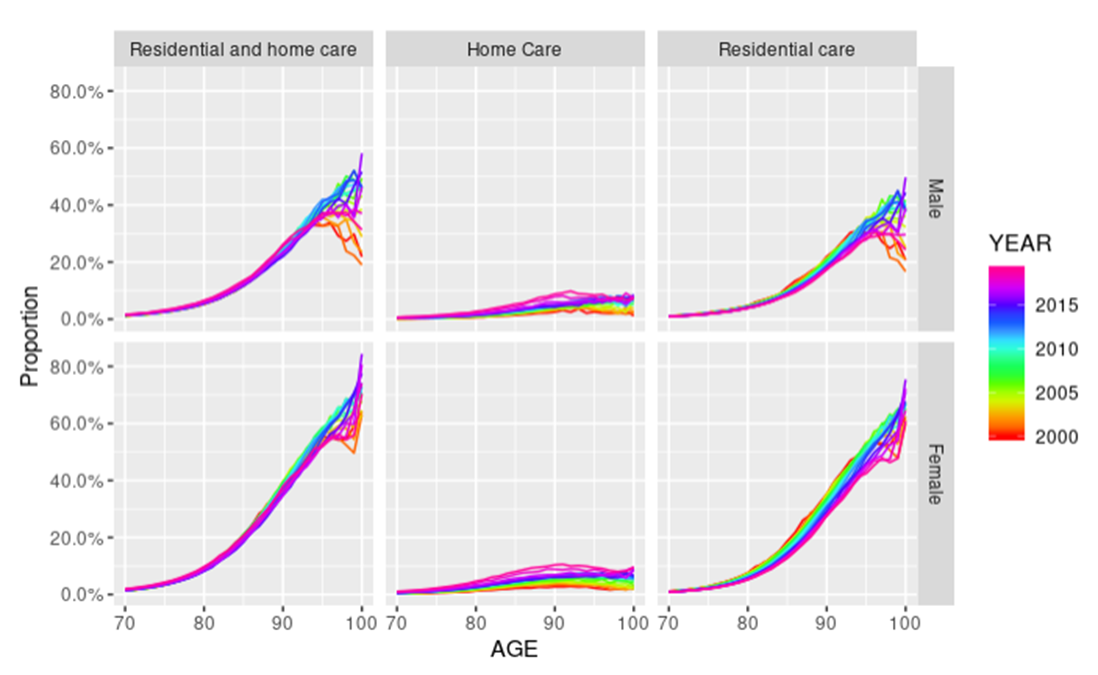 Residential and home care
Home Care
Residential care
80.0%
60.0%
40.0%
20.0%
0.0%
Male
80.0%
60.0%
40.0%
20.0%
0.0%
Female
Proportion
70 80 90 100
70 80 90 100
70 80 90 100
AGE
YEAR
2015
2010
2005
2000